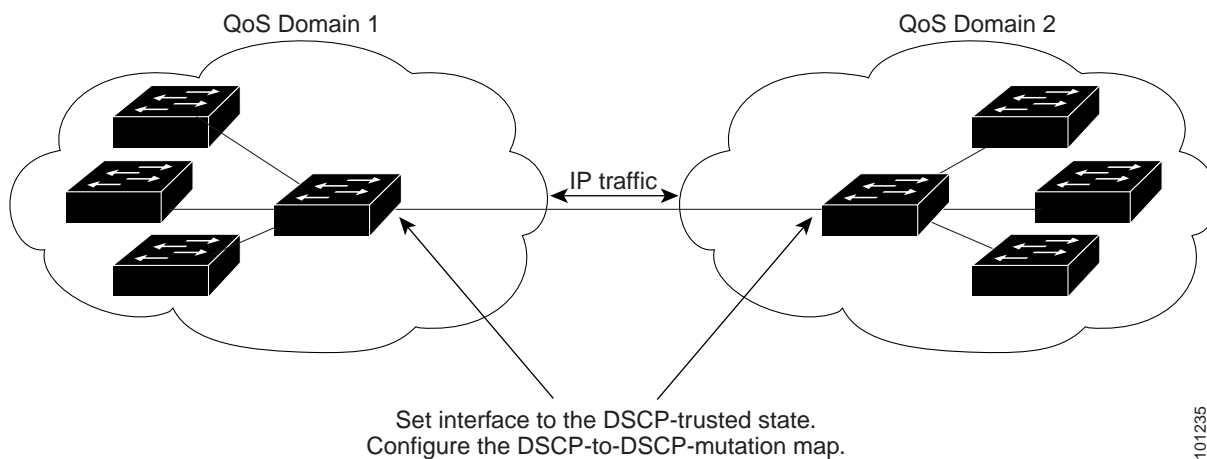 QoS Domain 1
QoS Domain 2
IP traffic
Set interface to the DSCP-trusted state.
Configure the DSCP-to-DSCP-mutation map.
101235